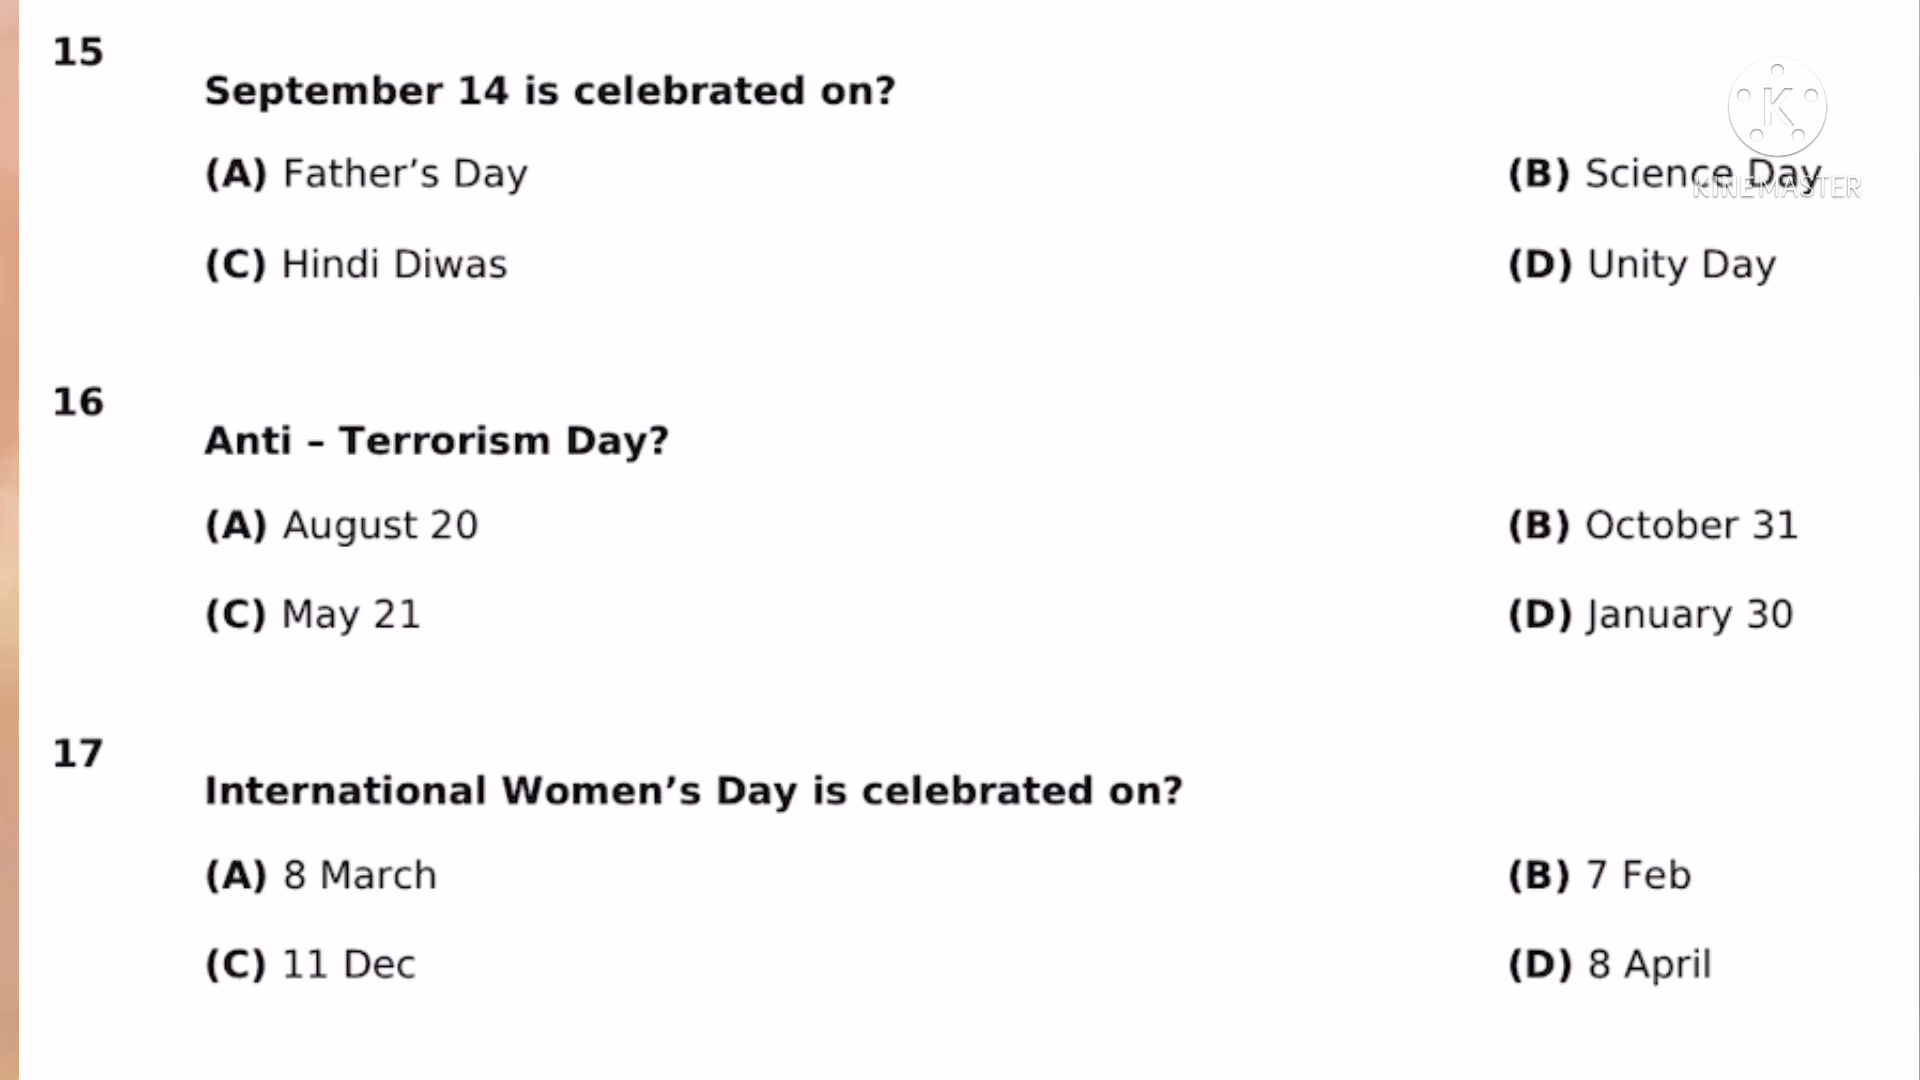 15
September 14 is celebrated on?
(A) Father’s Day (B) Science Day
KINEMASTER
(C) Hindi Diwas (D) Unity Day
16
Anti – Terrorism Day?
(A) August 20 (B) October 31
(C) May 21 (D) January 30
17
International Women’s Day is celebrated on?
(A) 8 March (B) 7 Feb
(C) 11 Dec (D) 8 April